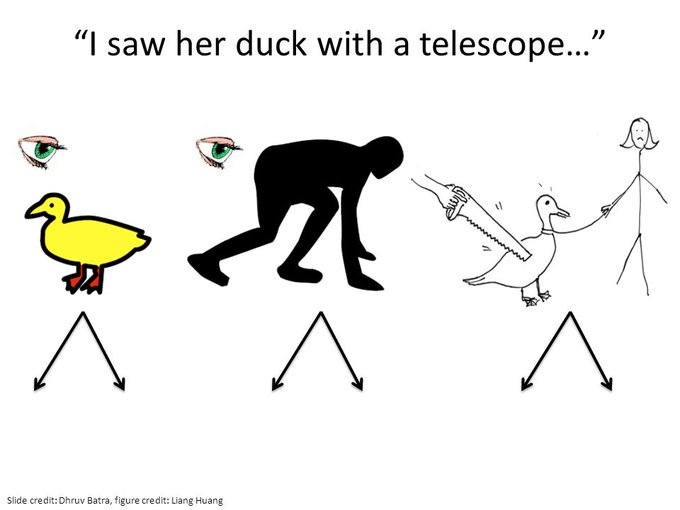 “I saw her duck with a telescope…”
Slide credit: Dhruv Batra, figure credit: Liang Huang